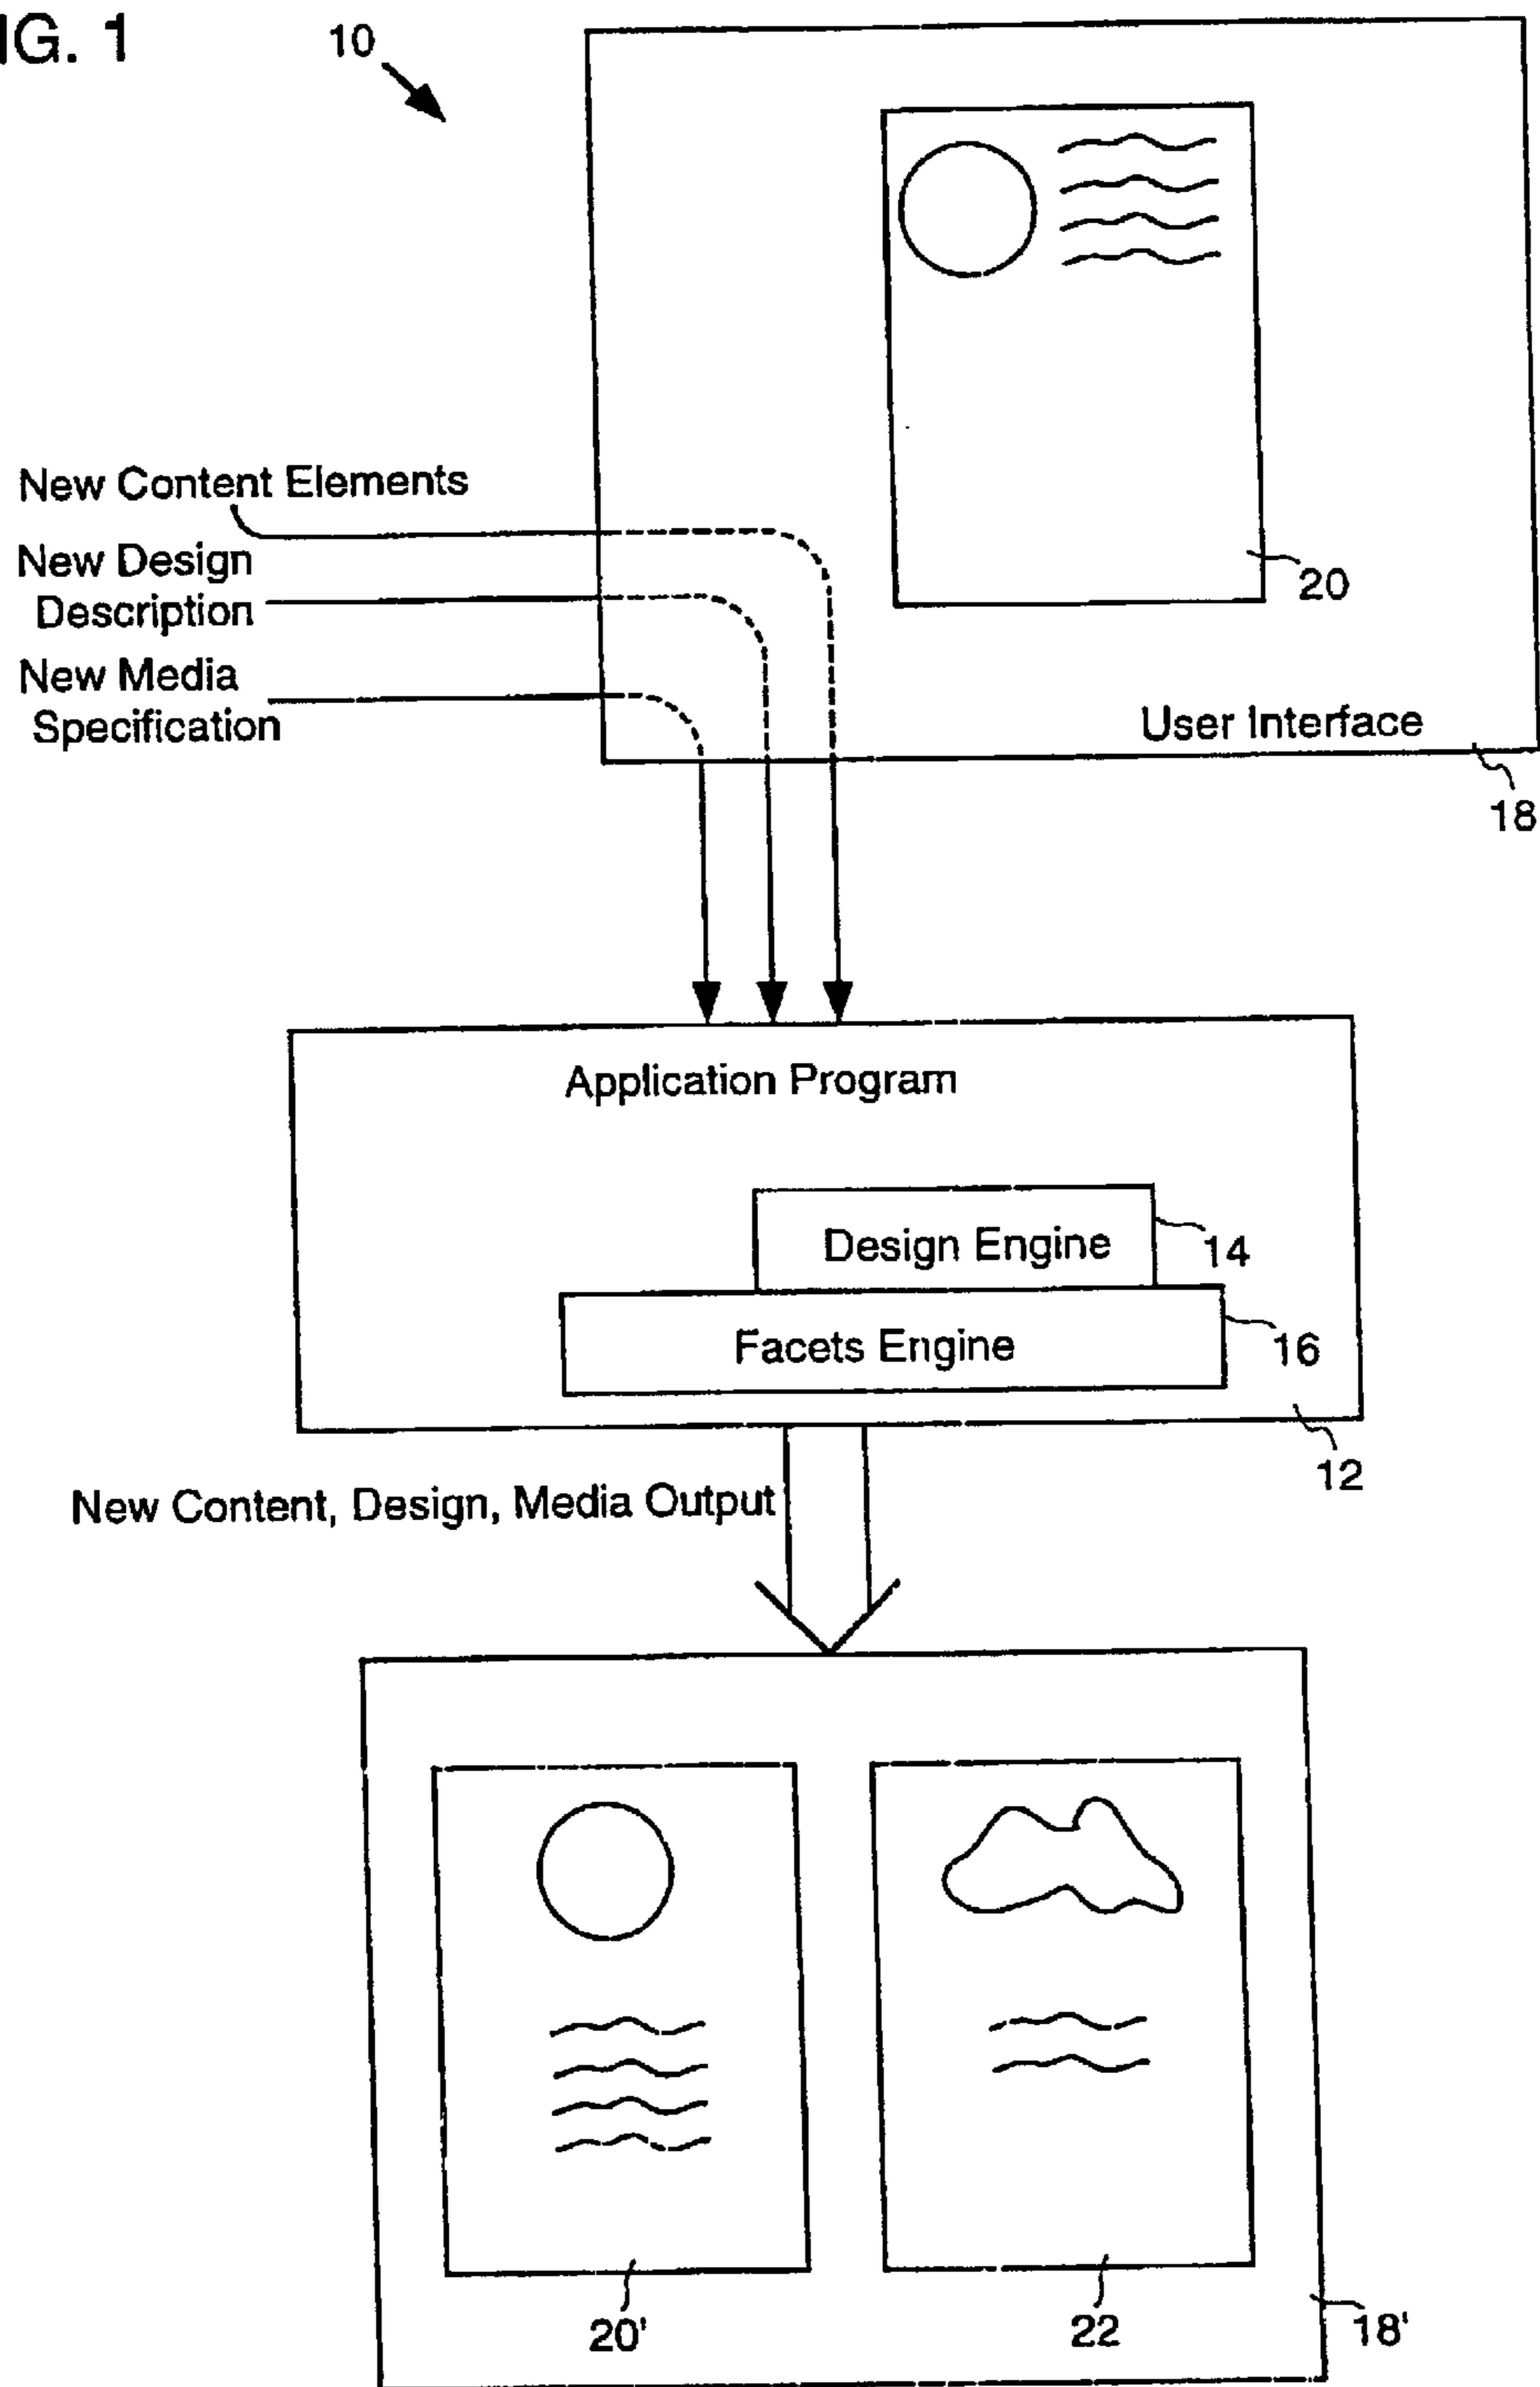 IG. 1
10
20
New Content Elements
New Design
Description
New Media
Specification
User Interface
18
Application Program
Design Engine
14
Facets Engine
16
12
New Content, Design, Media Output
20'
22
18'